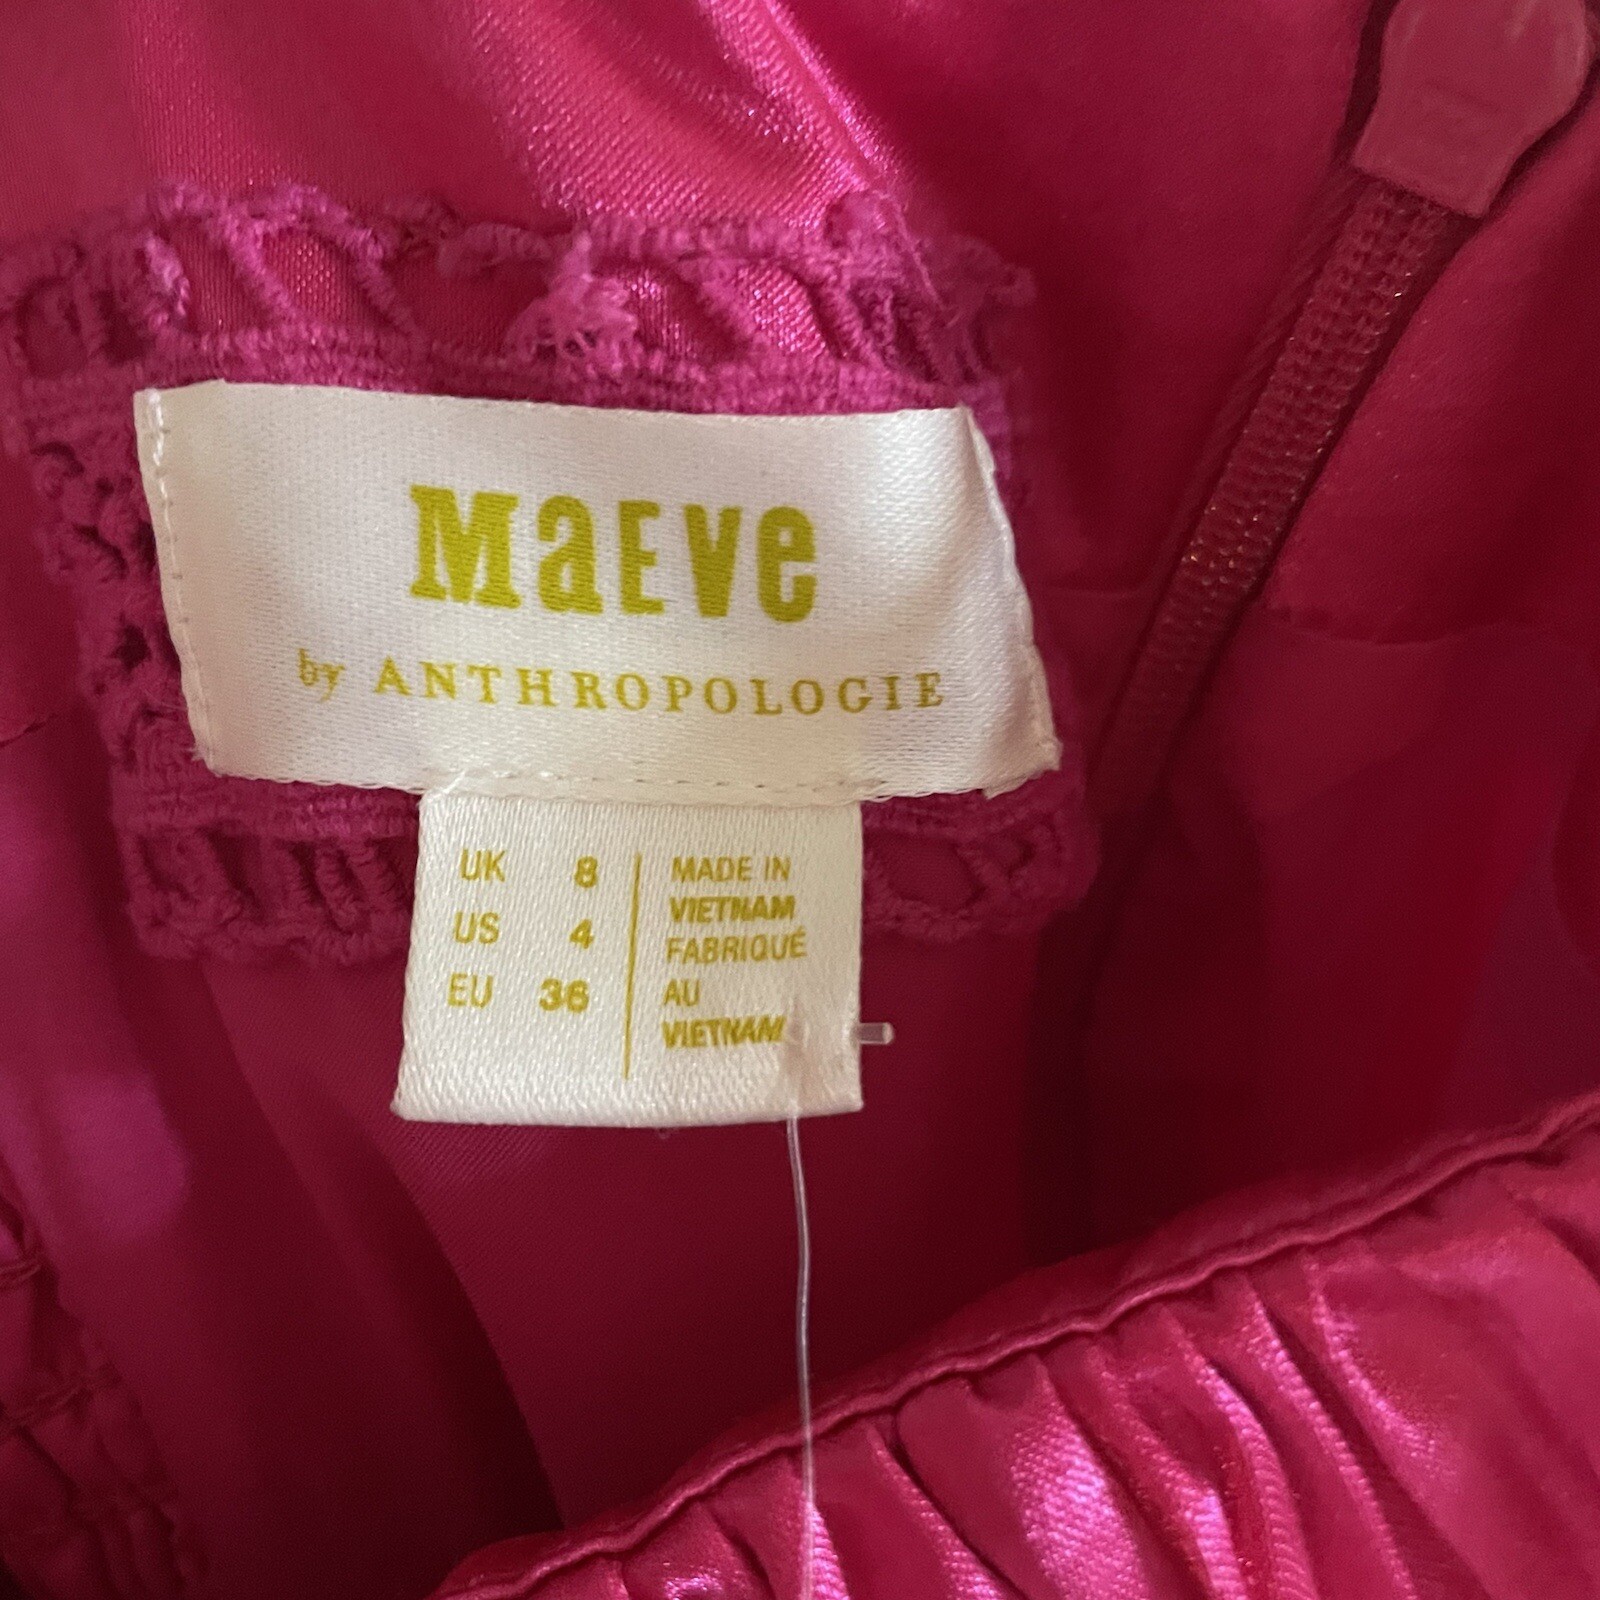 Maeve
by ANTHROPOLOGIE
UK 8
US 4
EU 36
MADE IN
VIETNAM
FABRIQUÉ
AU
VIETNAM